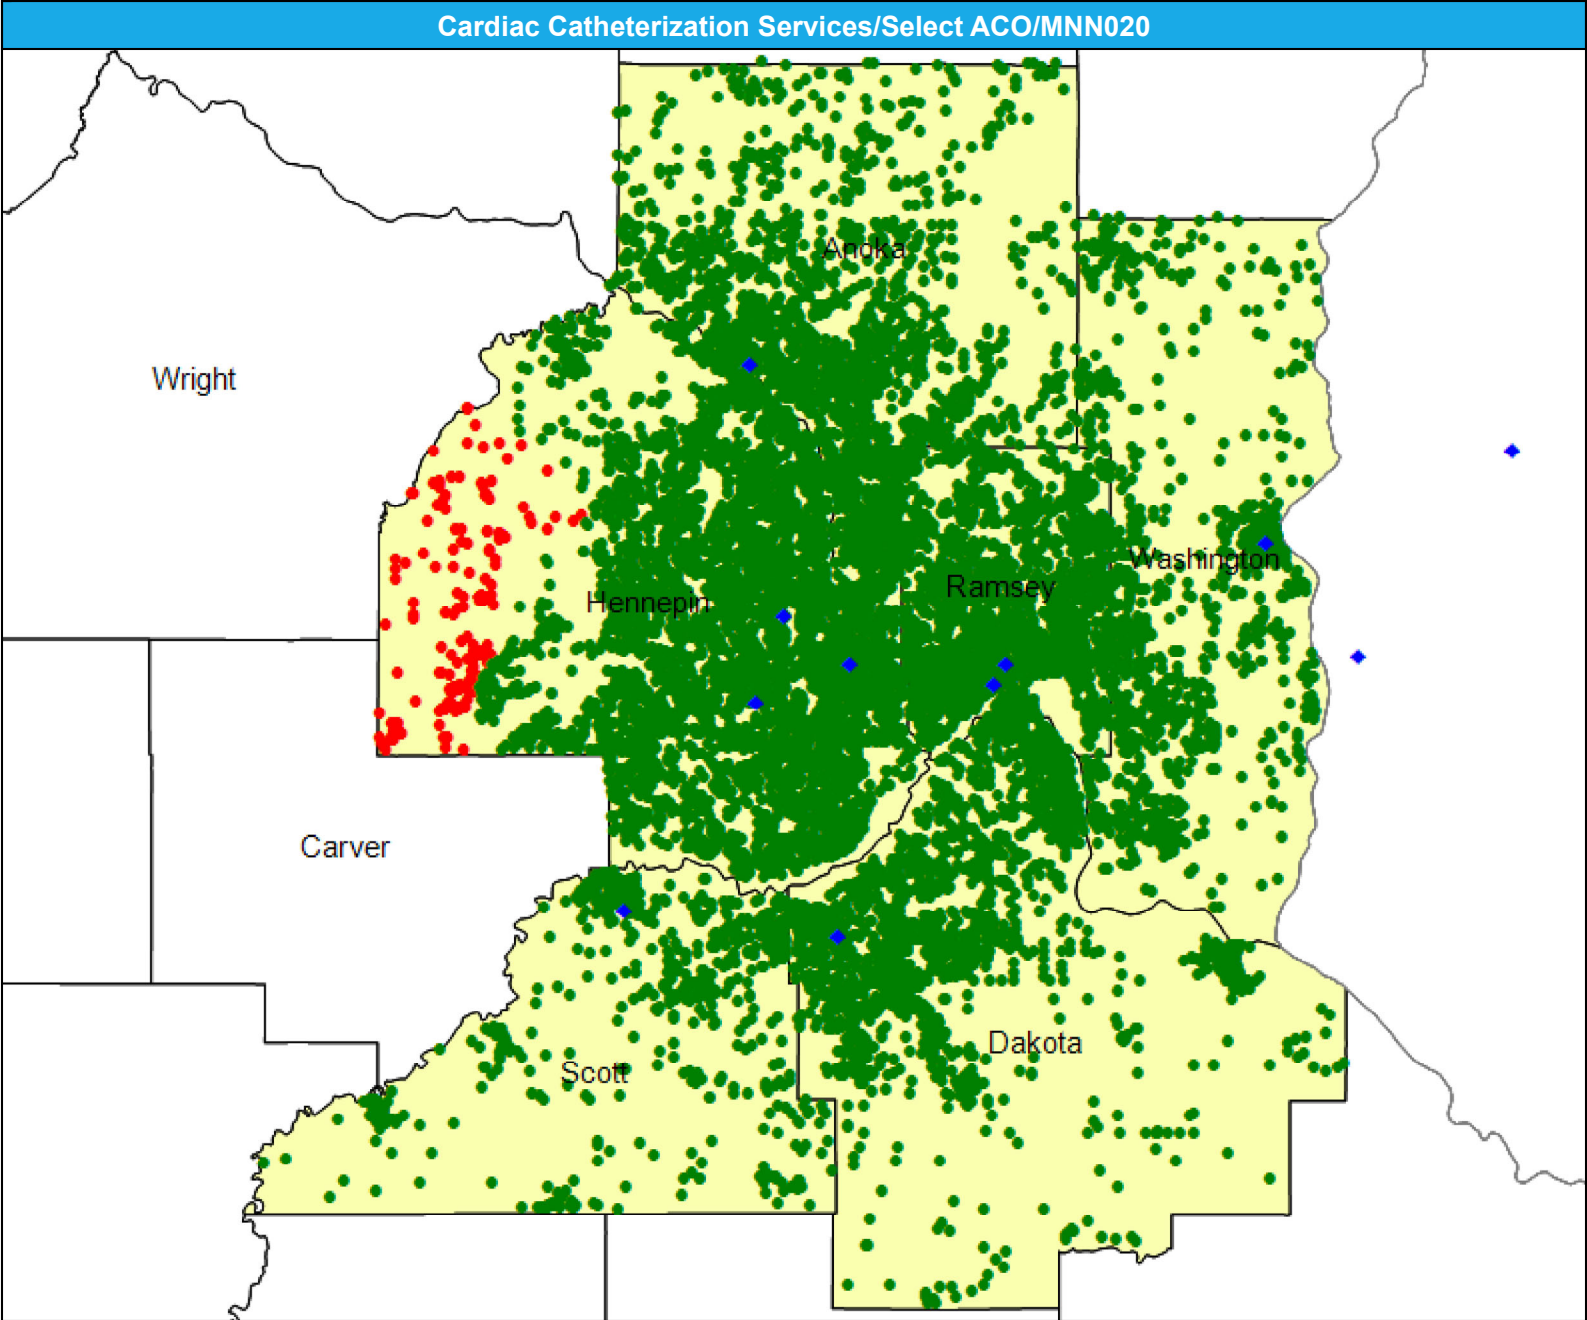 Cardiac Catheterization Services/Select ACO/MNN020
Anoka
Wright
Washington
Ramsey
Hennepin
Carver
Dakota
Scott